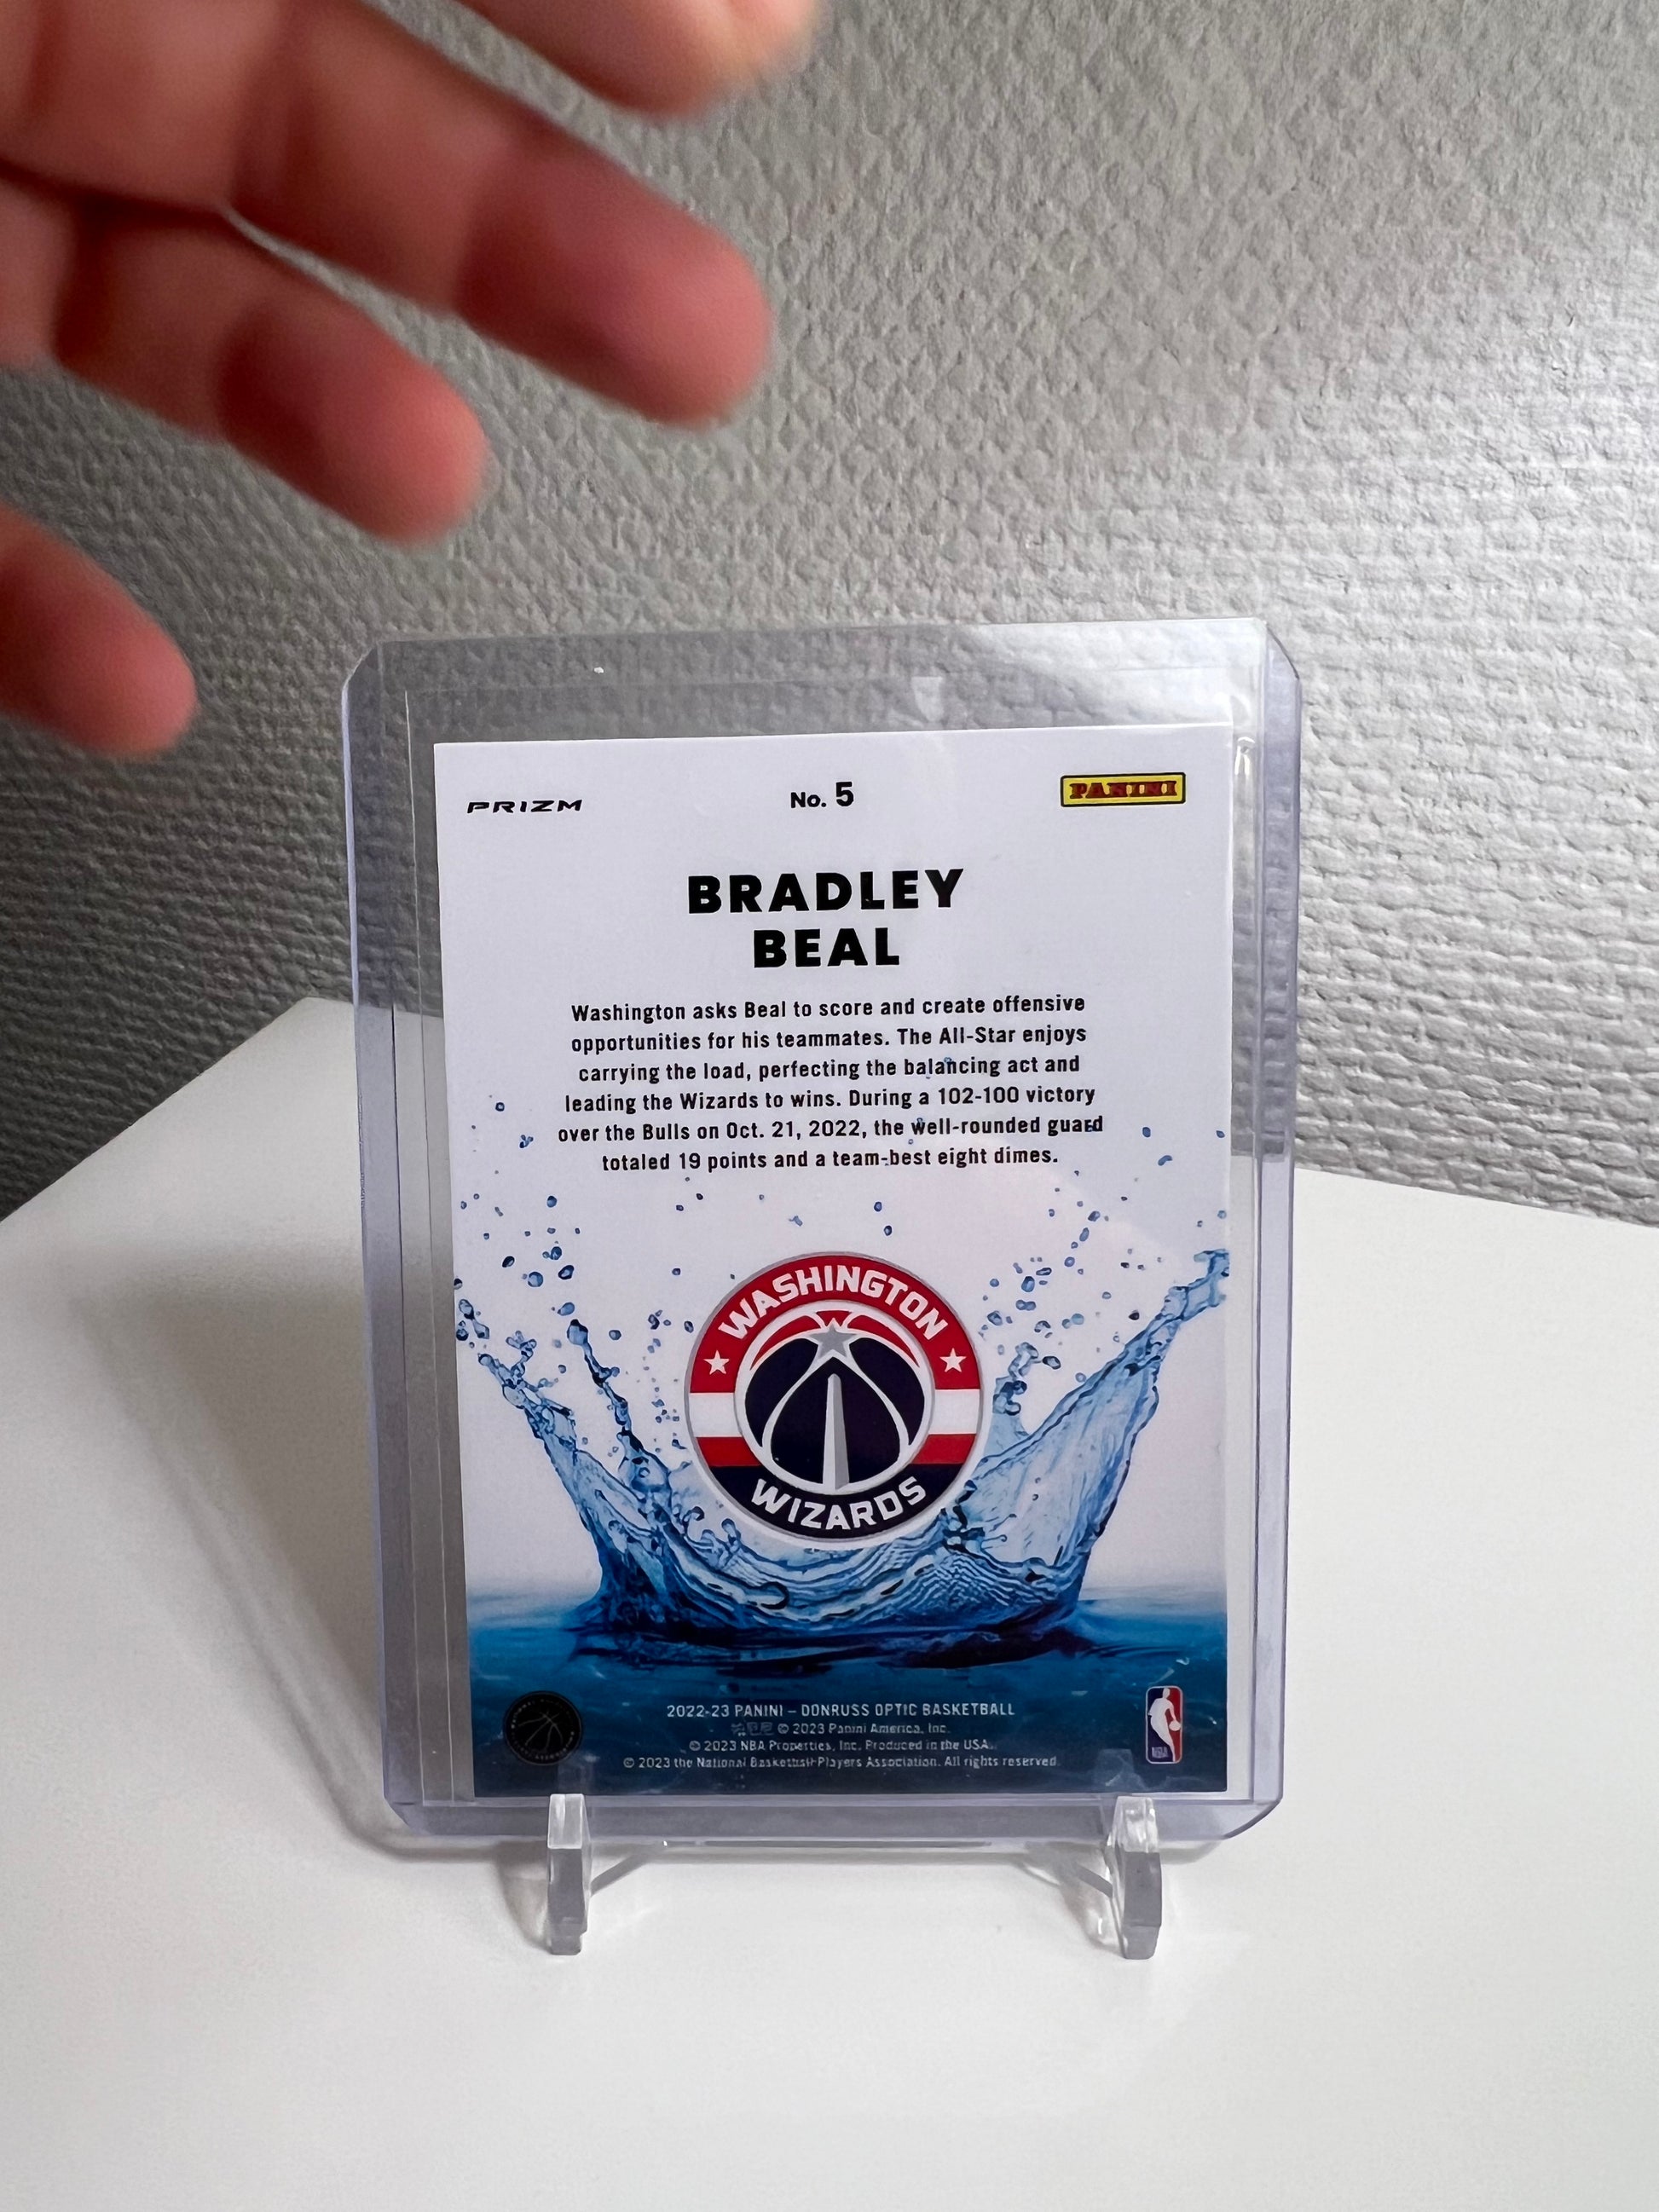 PRIZM
No. 5
PANINI
BRADLEY
BEAL
Washington asks Beal to score and create offensive
opportunities for his teammates. The All-Star enjoys
carrying the load, perfecting the balancing act and
leading the Wizards to wins. During a 102-100 victory
over the Bulls on Oct. 21, 2022, the well-rounded guard
totaled 19 points and a team-best eight dimes.
WASHINGTON
WIZARDS
2022-23 PANINI – DONRUSS OPTIC BASKETBALL
© 2023 Panini America, Inc.
© 2023 NBA Properties, Inc. Produced in the USA.
© 2023 the National Basketball Players Association. All rights reserved.
NBA